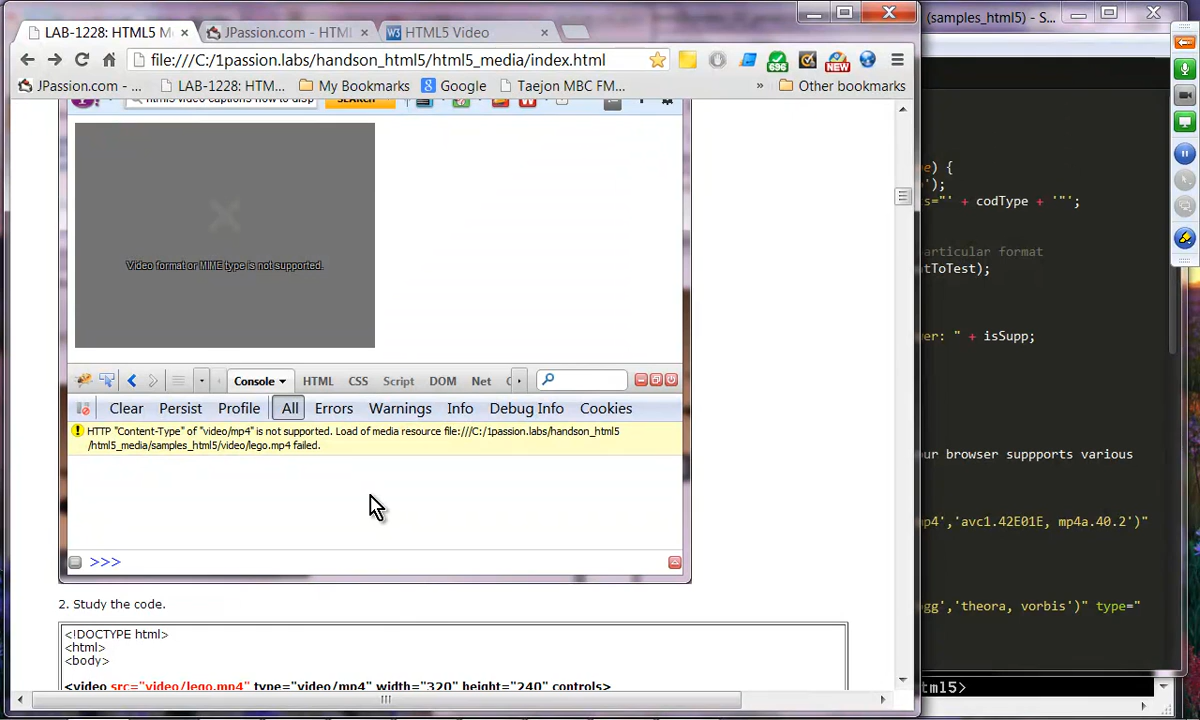 (samples_html5) - S...
LAB-1228: HTML5 M
JPassion.com - HTML
HTML5 Video
file:///C:/1passion.labs/handson_html5/html5_media/index.html
696
NEW
JPassion.com - ...
LAB-1228: HTM...
My Bookmarks
Google
Taejon MBC FM...
»
Other bookmarks
SEARCH
Video format or MIME type is not supported.
Console
HTML
CSS
Script
DOM
Net
Clear
Persist
Profile
All
Errors
Warnings
Info
Debug Info
Cookies
HTTP "Content-Type" of "video/mp4" is not supported. Load of media resource file:///C:/1passion.labs/handson_html5
/html5_media/samples_html5/video/lego.mp4 failed.
>>>
2. Study the code.
<!DOCTYPE html>
<html>
<body>
<video src="video/lego.mp4" type="video/mp4" width="320" height="240" controls>
e) {
');
s="' + codType + '"';
articular format
tToTest);
er: " + isSupp;
ur browser suppports various
p4','avc1.42E01E, mp4a.40.2')"
gg','theora, vorbis')" type="
tml5>